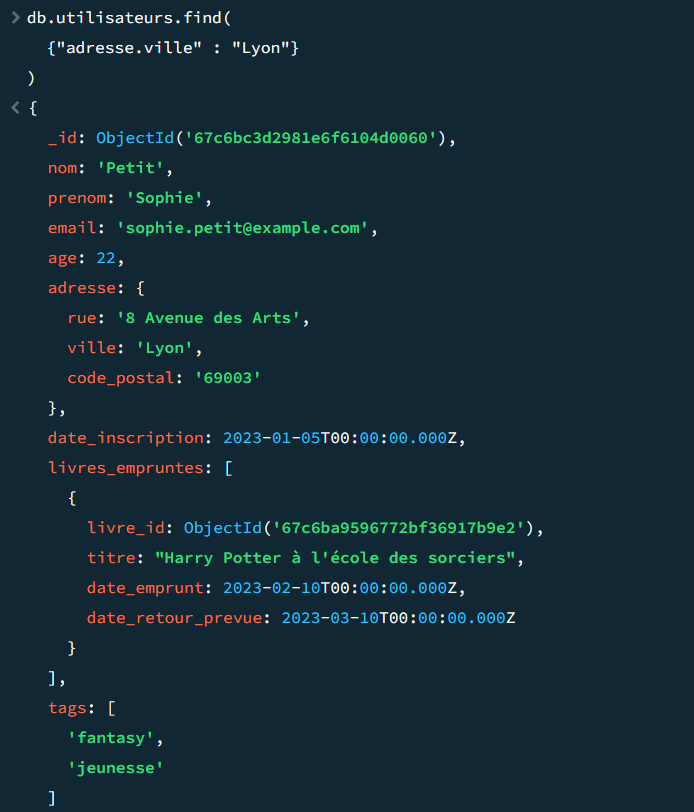 > db.utilisateurs.find(
{"adresse.ville" : "Lyon"}
)
< {
_id: ObjectId('67c6bc3d2981e6f6104d0060'),
nom: 'Petit',
prenom: 'Sophie',
email: 'sophie.petit@example.com',
age: 22,
adresse: {
rue: '8 Avenue des Arts',
ville: 'Lyon',
code_postal: '69003'
},
date_inscription: 2023-01-05T00:00:00.000Z,
livres_empruntes: [
{
livre_id: ObjectId('67c6ba9596772bf36917b9e2'),
titre: "Harry Potter à l'école des sorciers",
date_emprunt: 2023-02-10T00:00:00.000Z,
date_retour_prevue: 2023-03-10T00:00:00.000Z
}
],
tags: [
'fantasy',
'jeunesse'
]